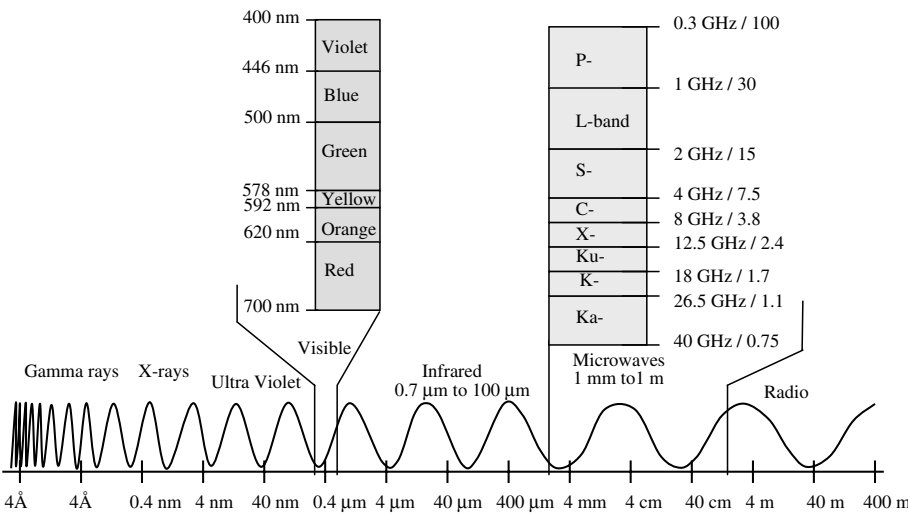 400 nm
Violet
446 nm
Blue
500 nm
Green
578 nm
Yellow
592 nm
Orange
620 nm
Red
700 nm
0.3 GHz / 100
P-
1 GHz / 30
L-band
2 GHz / 15
S-
4 GHz / 7.5
C-
8 GHz / 3.8
X-
12.5 GHz / 2.4
Ku-
18 GHz / 1.7
K-
26.5 GHz / 1.1
Ka-
40 GHz / 0.75
Gamma rays
X-rays
Ultra Violet
Visible
Infrared
0.7 µm to 100 µm
Microwaves
1 mm to1 m
Radio
4Å 4Å 0.4 nm 4 nm 40 nm 0.4 µm 4 µm 40 µm 400 µm 4 mm 4 cm 40 cm 4 m 40 m 400 m